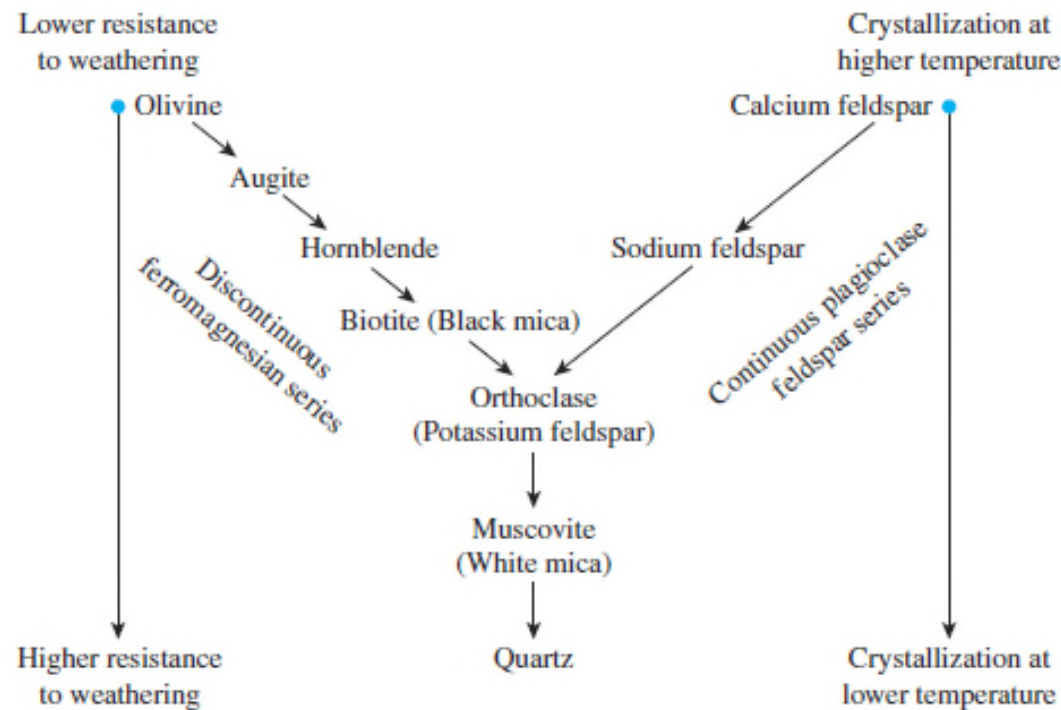 Lower resistance
to weathering
Crystallization at
higher temperature
Olivine
Calcium feldspar
Augite
Hornblende
Sodium feldspar
Discontinuous
ferromagnesian series
Continuous plagioclase
feldspar series
Biotite (Black mica)
Orthoclase
(Potassium feldspar)
Muscovite
(White mica)
Higher resistance
to weathering
Quartz
Crystallization at
lower temperature